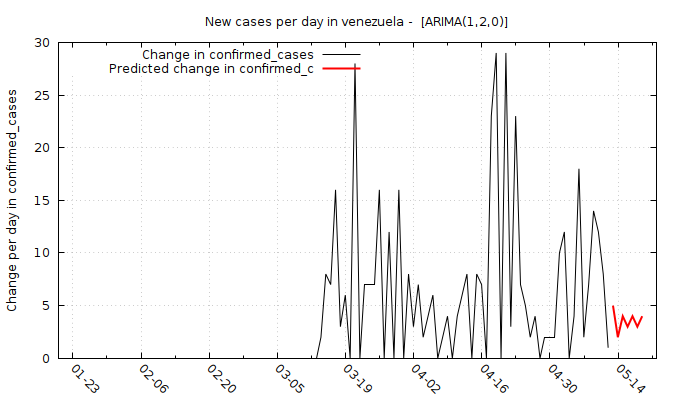 New cases per day in venezuela -  [ARIMA(1,2,0)]
Change in confirmed_cases
Predicted change in confirmed_c
Change per day in confirmed_cases
30
25
20
15
10
5
0
01-23 02-06 02-20 03-05 03-19 04-02 04-16 04-30 05-14